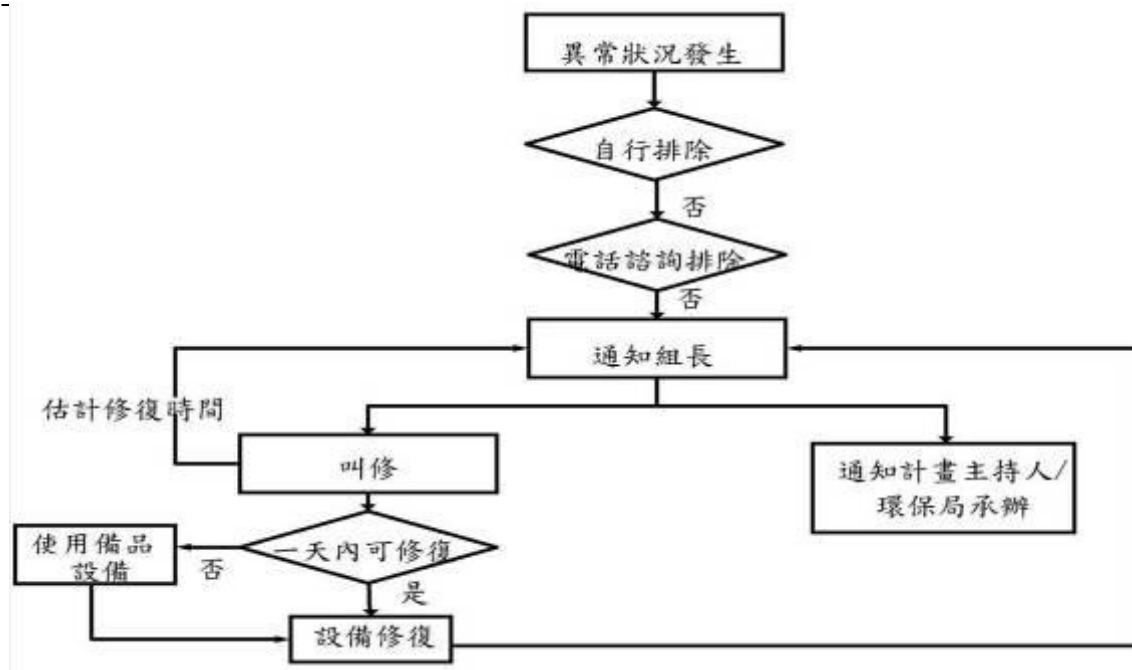 異常狀況發生
自行排除
否
電話諮詢排除
否
通知組長
估計修復時間
叫修
通知計畫主持人/
環保局承辦
一天內可修復
使用備品
設備
否
是
設備修復